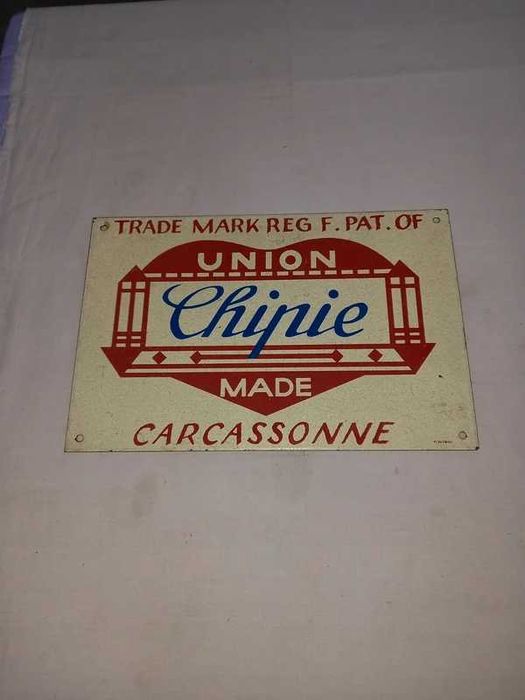 TRADE MARK REG F. PAT. OF
UNION
Chipie
MADE
CARCASSONNE